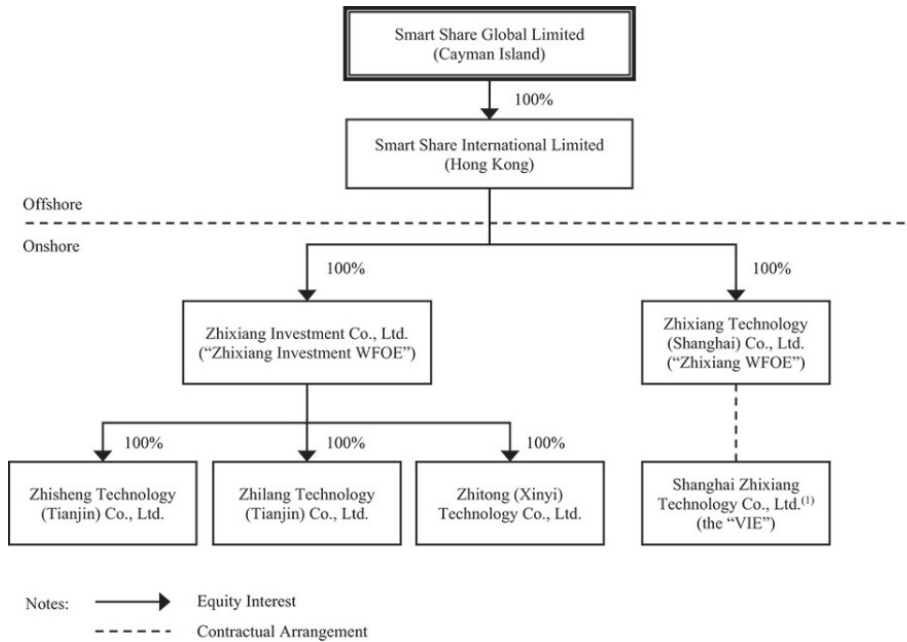 Smart Share Global Limited
(Cayman Island)
100%
Smart Share International Limited
(Hong Kong)
Offshore
Onshore
100%
100%
Zhixiang Investment Co., Ltd.
(“Zhixiang Investment WFOE”)
Zhixiang Technology
(Shanghai) Co., Ltd.
(“Zhixiang WFOE”)
100%
100%
100%
Zhisheng Technology
(Tianjin) Co., Ltd.
Zhilang Technology
(Tianjin) Co., Ltd.
Zhitong (Xinyi)
Technology Co., Ltd.
Shanghai Zhixiang
Technology Co., Ltd.(1)
(the “VIE”)
Notes:
Equity Interest
Contractual Arrangement